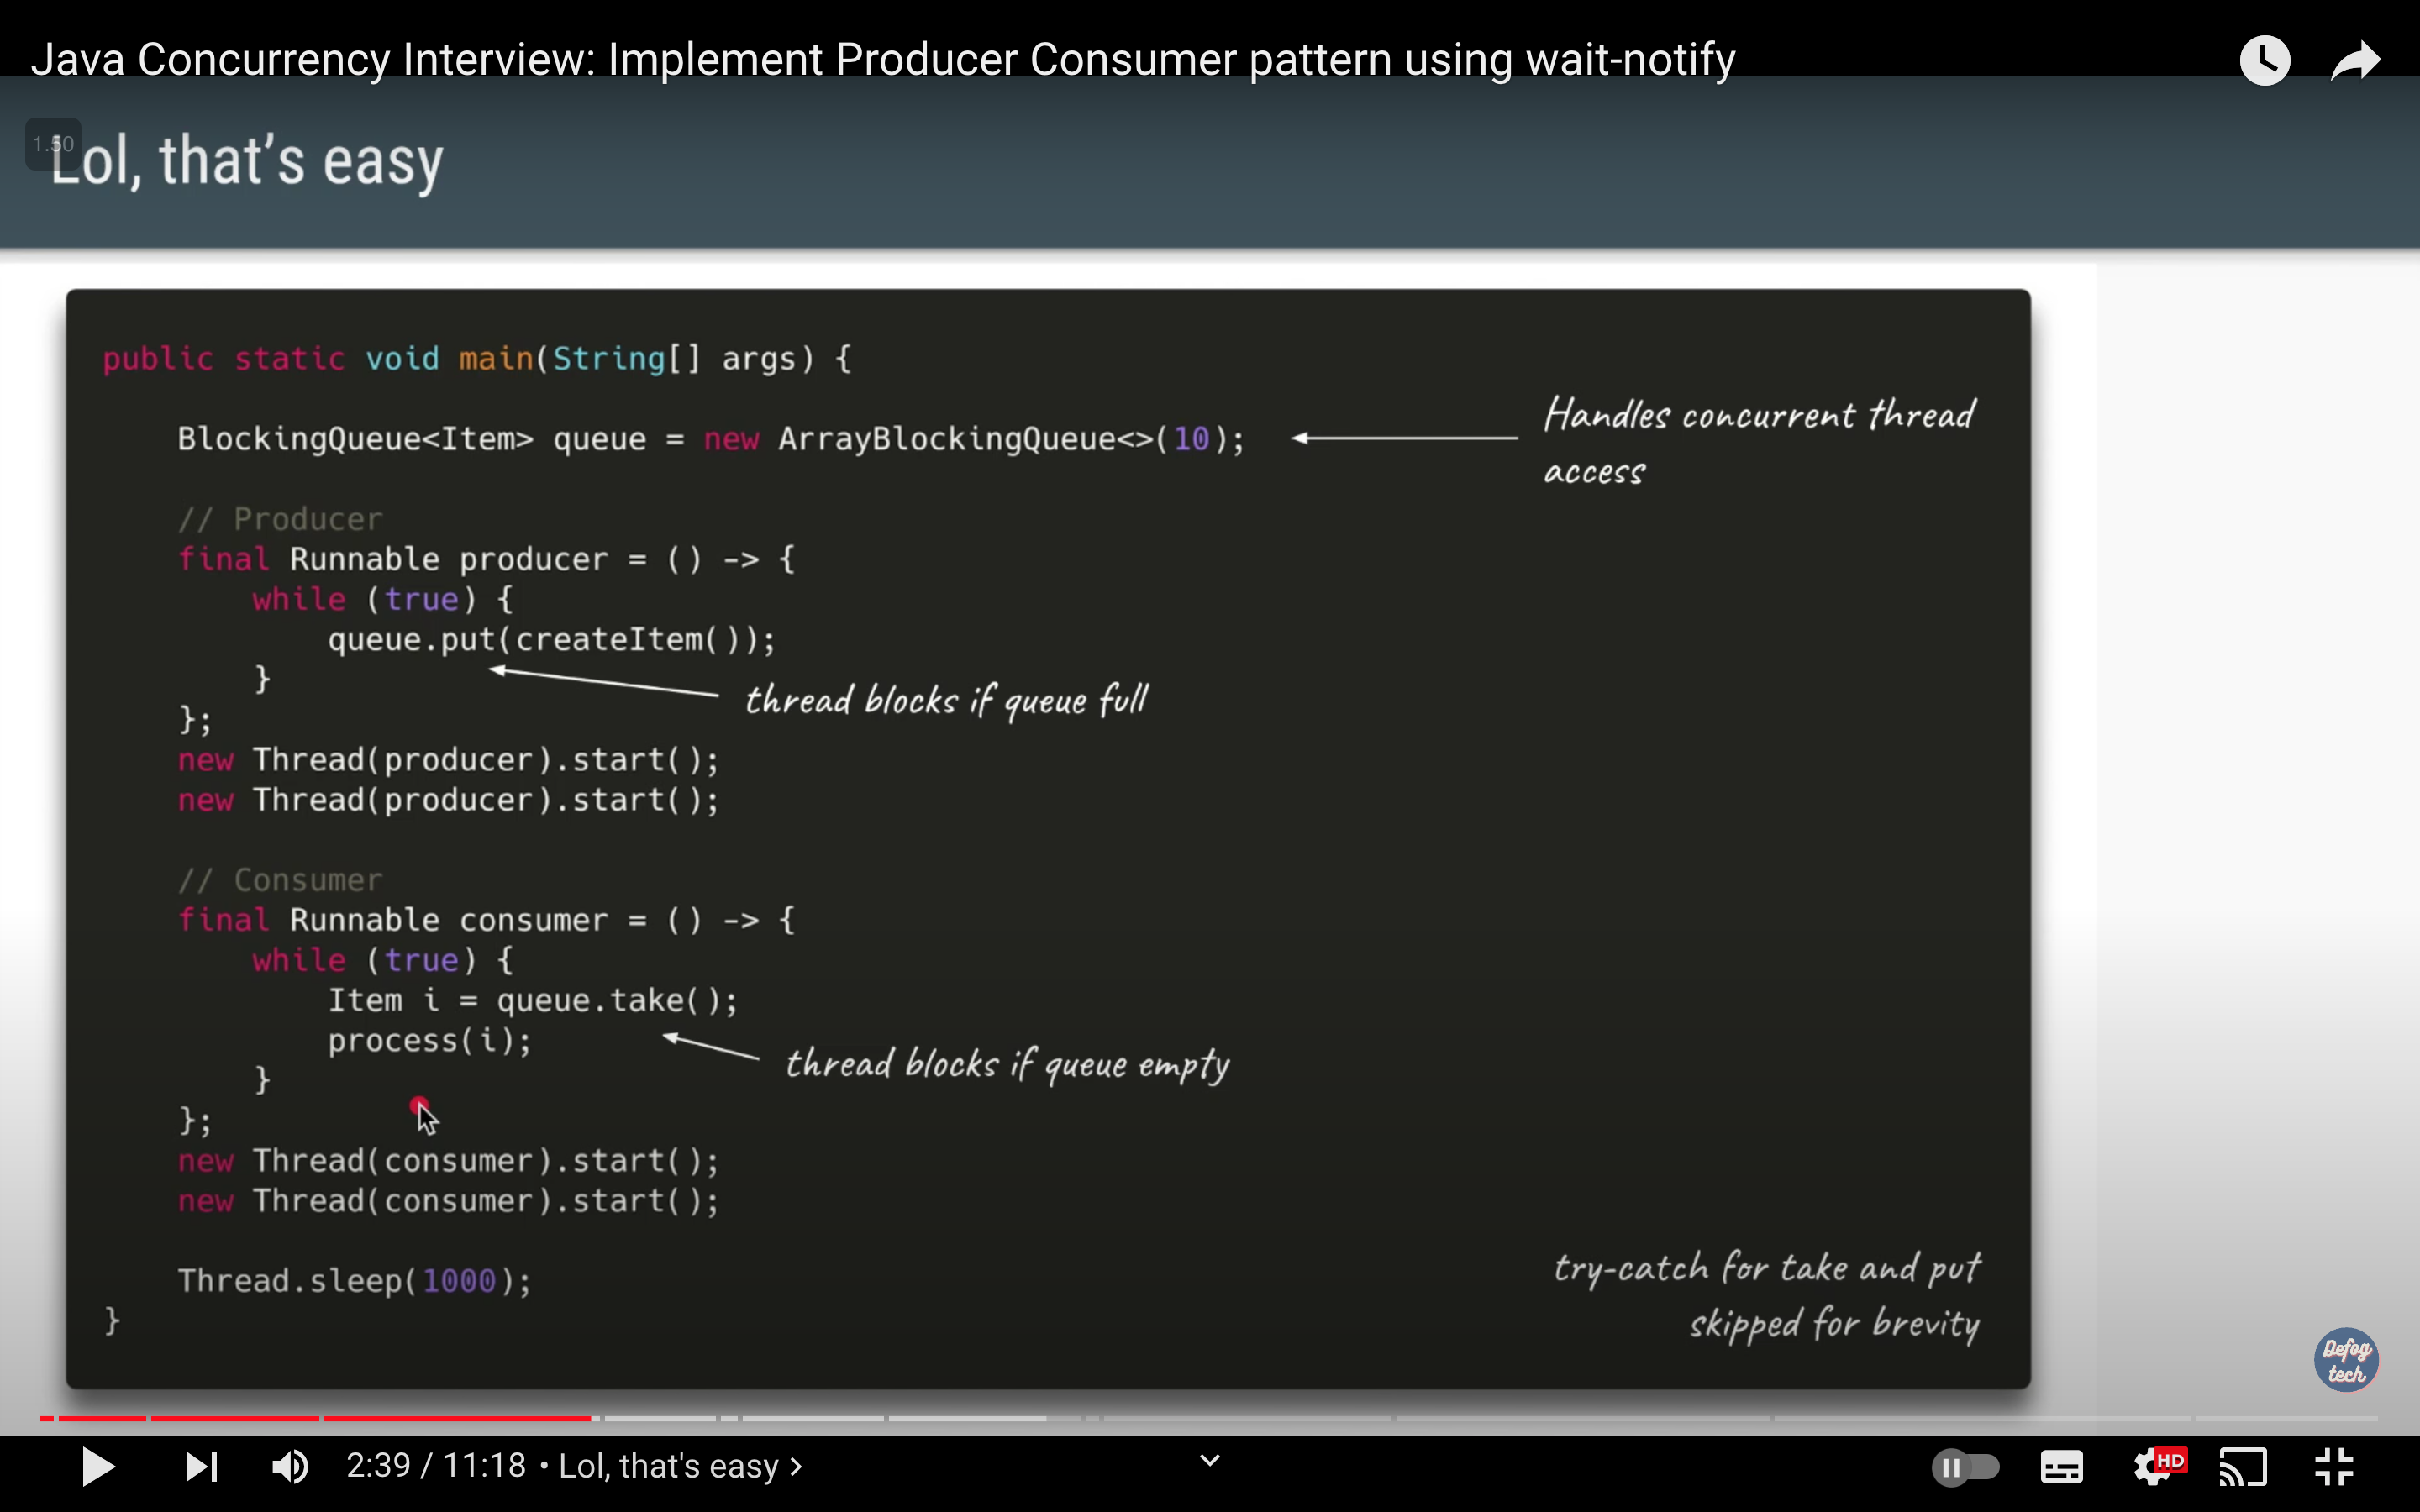 Java Concurrency Interview: Implement Producer Consumer pattern using wait-notify
1.50
Lol, that’s easy
public static void main(String[] args) {
BlockingQueue<Item> queue = new ArrayBlockingQueue<>(10);
Handles concurrent thread
access
// Producer
final Runnable producer = () -> {
while (true) {
queue.put(createItem());
}
thread blocks if queue full
};
new Thread(producer).start();
new Thread(producer).start();
// Consumer
final Runnable consumer = () -> {
while (true) {
Item i = queue.take();
process(i);
thread blocks if queue empty
}
};
new Thread(consumer).start();
new Thread(consumer).start();
Thread.sleep(1000);
}
try-catch for take and put
skipped for brevity
Defog
tech
2:39 / 11:18 • Lol, that's easy >
HD